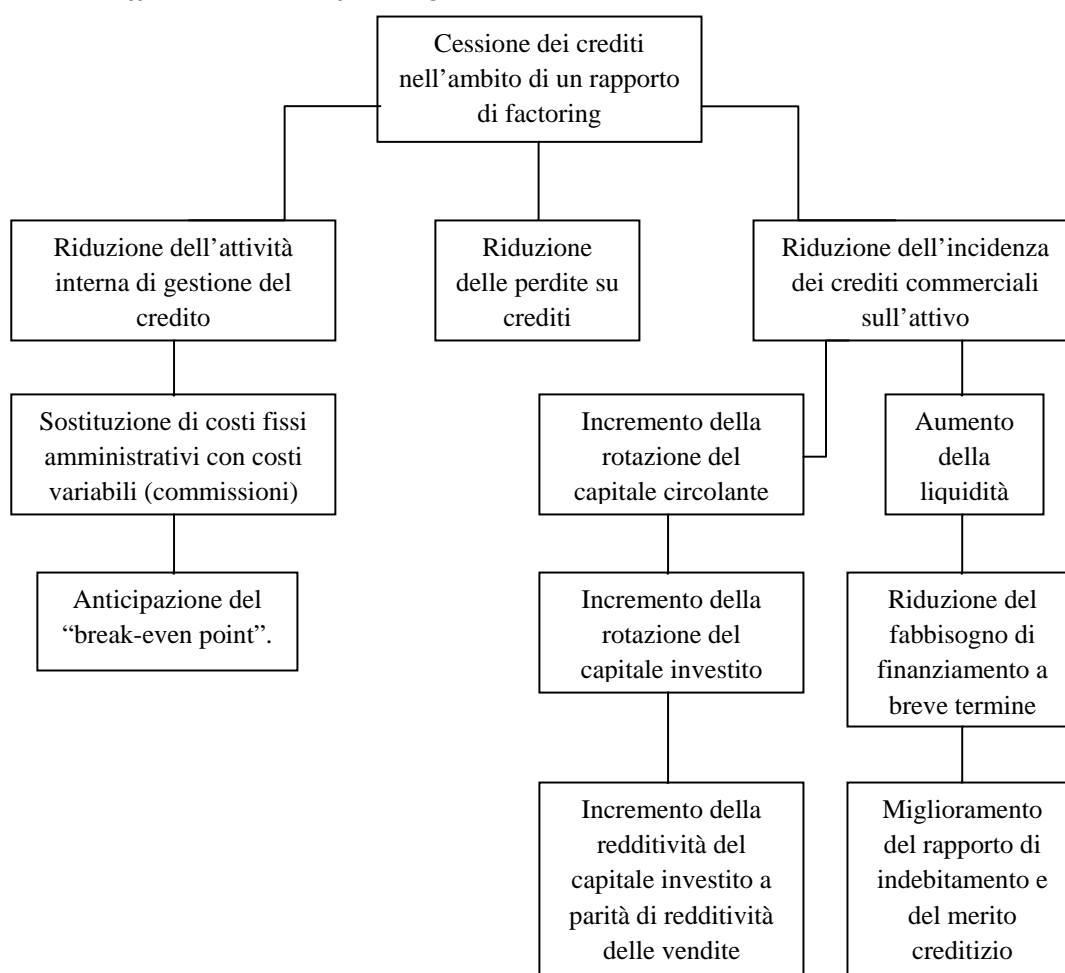 Cessione dei crediti
nell’ambito di un rapporto
di factoring
Riduzione dell’attività
interna di gestione del
credito
Riduzione
delle perdite su
crediti
Riduzione dell’incidenza
dei crediti commerciali
sull’attivo
Sostituzione di costi fissi
amministrativi con costi
variabili (commissioni)
Incremento della
rotazione del
capitale circolante
Aumento
della
liquidità
Anticipazione del
“break-even point”.
Incremento della
rotazione del
capitale investito
Riduzione del
fabbisogno di
finanziamento a
breve termine
Incremento della
redditività del
capitale investito a
parità di redditività
delle vendite
Miglioramento
del rapporto di
indebitamento e
del merito
creditizio